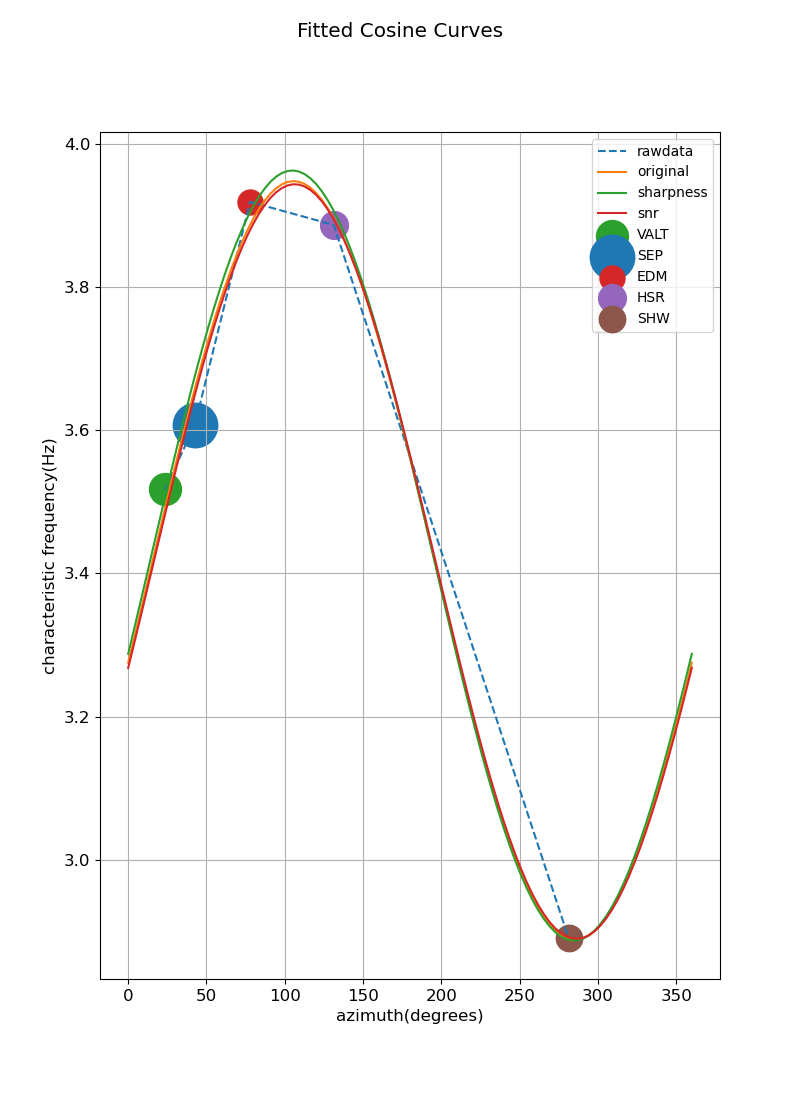 Fitted Cosine Curves
4.0
3.8
3.6
3.4
3.2
3.0
characteristic frequency(Hz)
rawdata
original
sharpness
snr
VALT
SEP
EDM
HSR
SHW
0 50 100 150 200 250 300 350
azimuth(degrees)